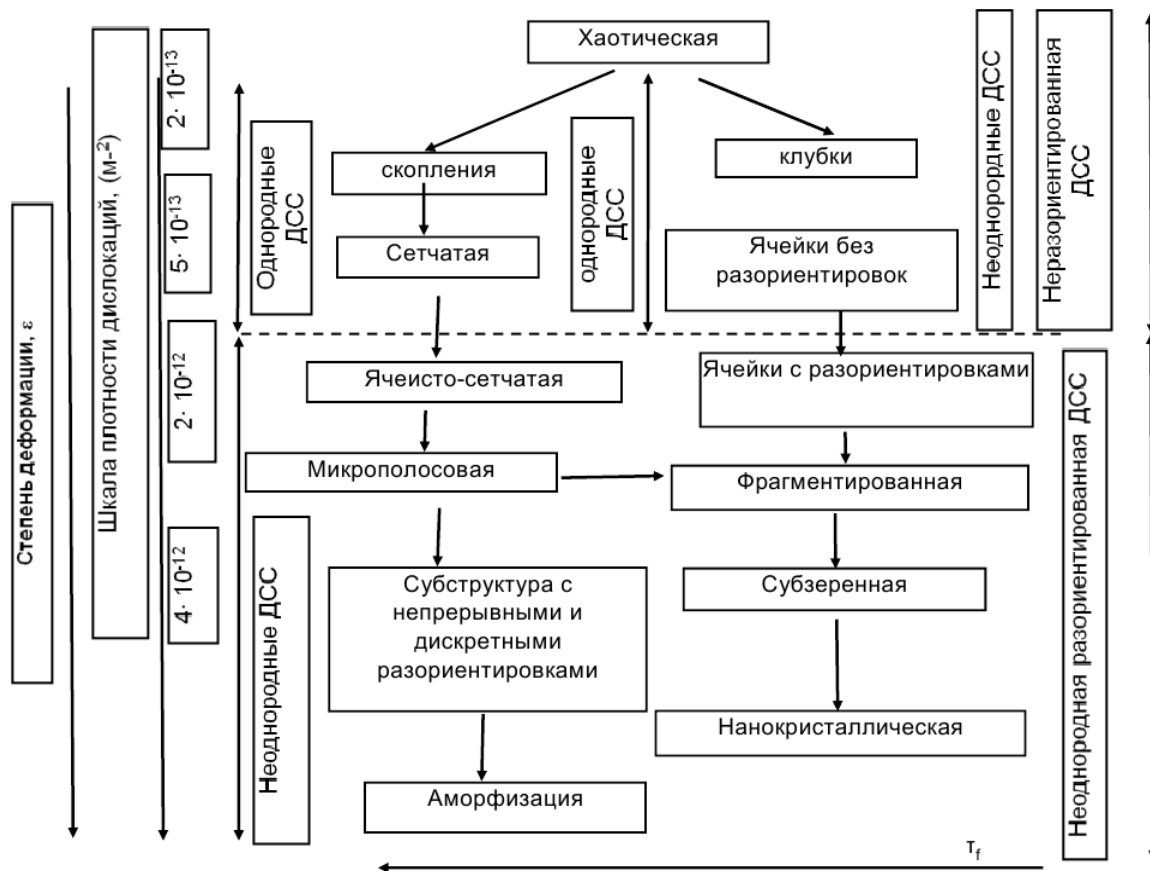 Степень деформации, ε
Шкала плотности дислокаций, (м-²)
2· 10⁻¹³
5· 10⁻¹³
2· 10⁻¹²
4· 10⁻¹²
Однородные
ДСС
Неоднородные ДСС
Хаотическая
скопления
Сетчатая
однородные
ДСС
клубки
Ячейки без
разориентировок
Неоднорордные ДСС
Неразориентированная
ДСС
Ячеисто-сетчатая
Ячейки с разориентировками
Микрополосовая
Фрагментированная
Субструктура с
непрерывными и
дискретными
разориентировками
Субзеренная
Нанокристаллическая
Аморфизация
Неоднородная разориентированная ДСС
τf